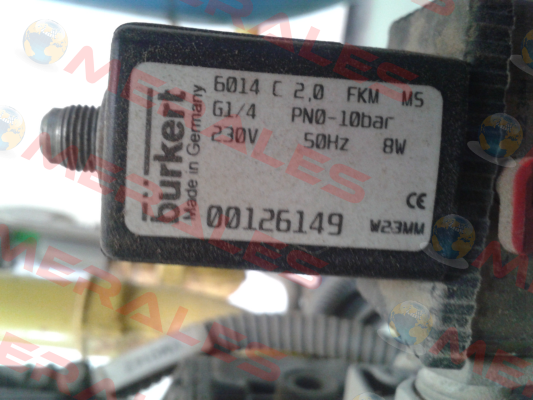 bürkert
Made in Germany
6014 C 2,0 FKM MS
G1/4 PN0-10bar
230V 50Hz 8W
CE
00126149 W23MM
MERALES